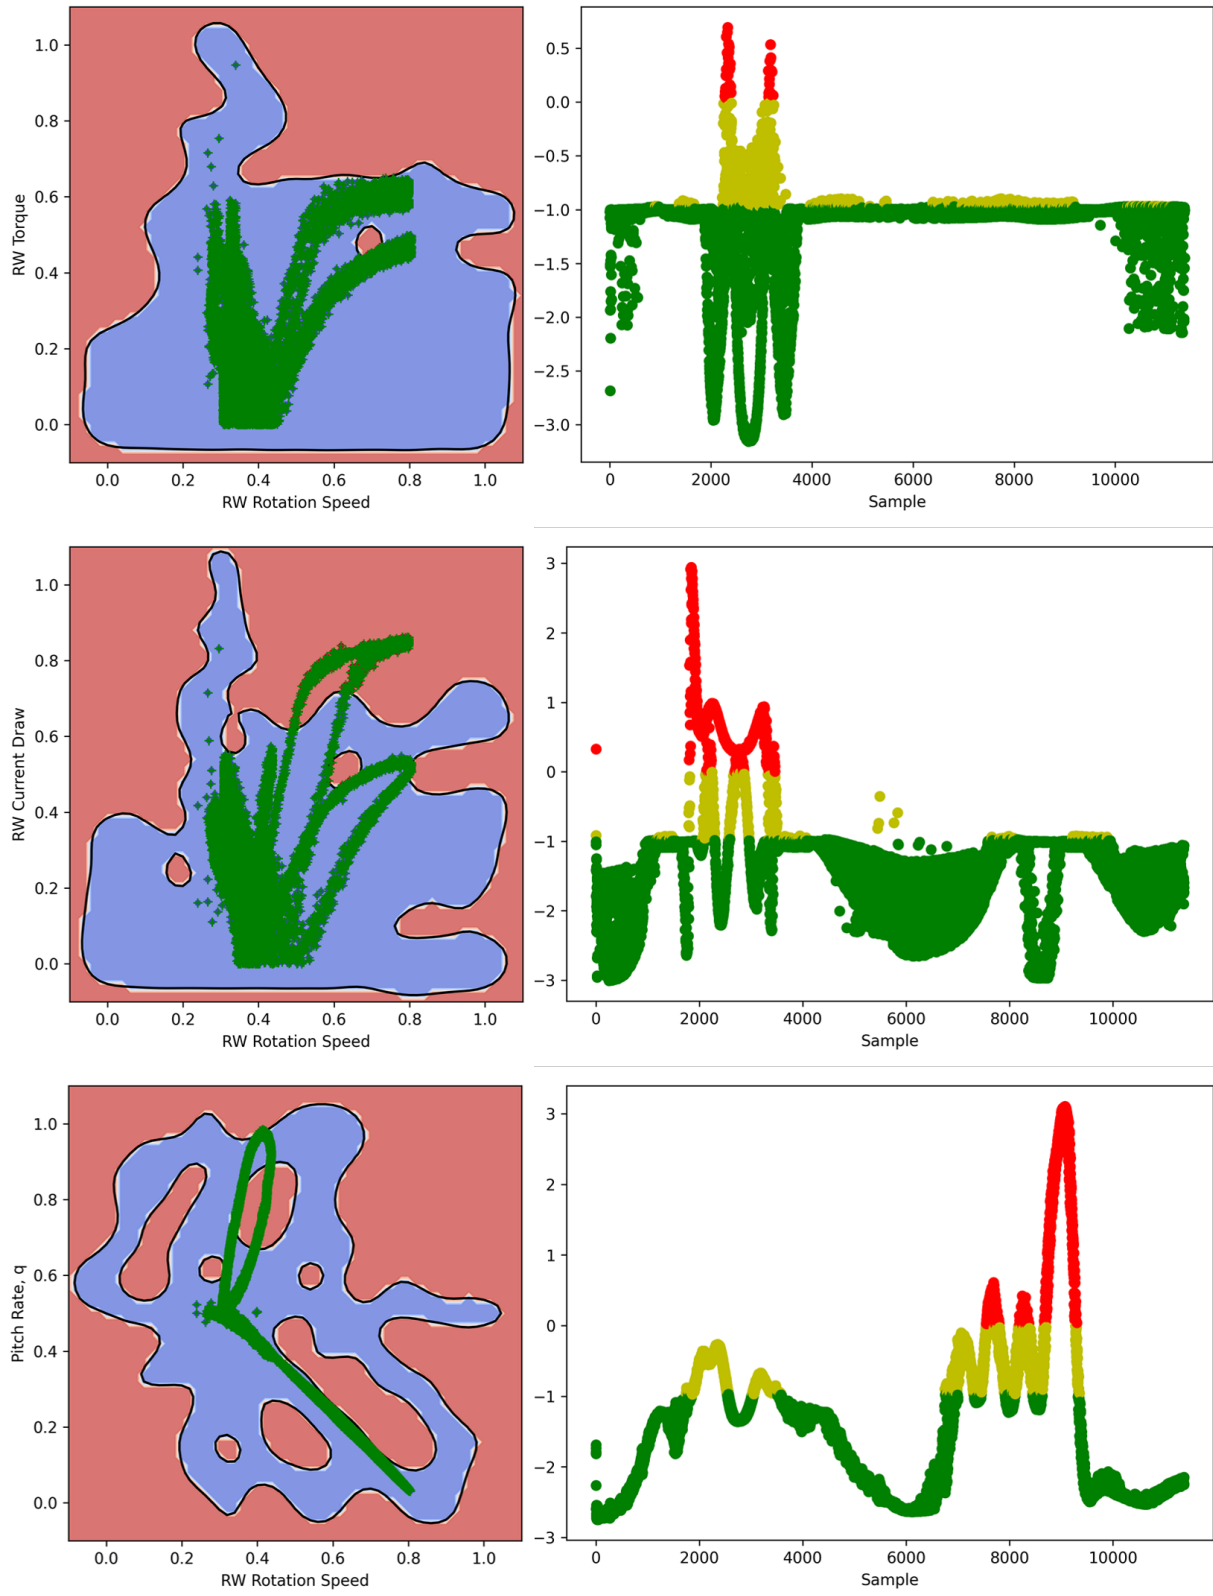 1.0
0.8
0.6
0.4
0.2
0.0
RW Torque
0.0 0.2 0.4 0.6 0.8 1.0
RW Rotation Speed
0.5
0.0
−0.5
−1.0
−1.5
−2.0
−2.5
−3.0
0 2000 4000 6000 8000 10000
Sample
1.0
0.8
0.6
0.4
0.2
0.0
RW Current Draw
0.0 0.2 0.4 0.6 0.8 1.0
RW Rotation Speed
3
2
1
0
−1
−2
−3
0 2000 4000 6000 8000 10000
Sample
1.0
0.8
0.6
0.4
0.2
0.0
Pitch Rate, q
0.0 0.2 0.4 0.6 0.8 1.0
RW Rotation Speed
3
2
1
0
−1
−2
−3
0 2000 4000 6000 8000 10000
Sample